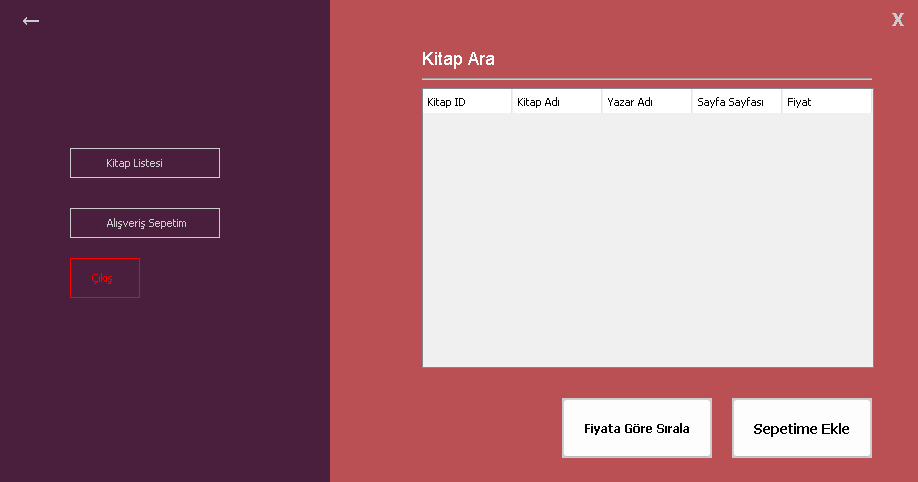 ←
X
Kitap Ara
Kitap ID Kitap Adı Yazar Adı Sayfa Sayfası Fiyat
Kitap Listesi
Alışveriş Sepetim
Çıkış
Fiyata Göre Sırala
Sepetime Ekle